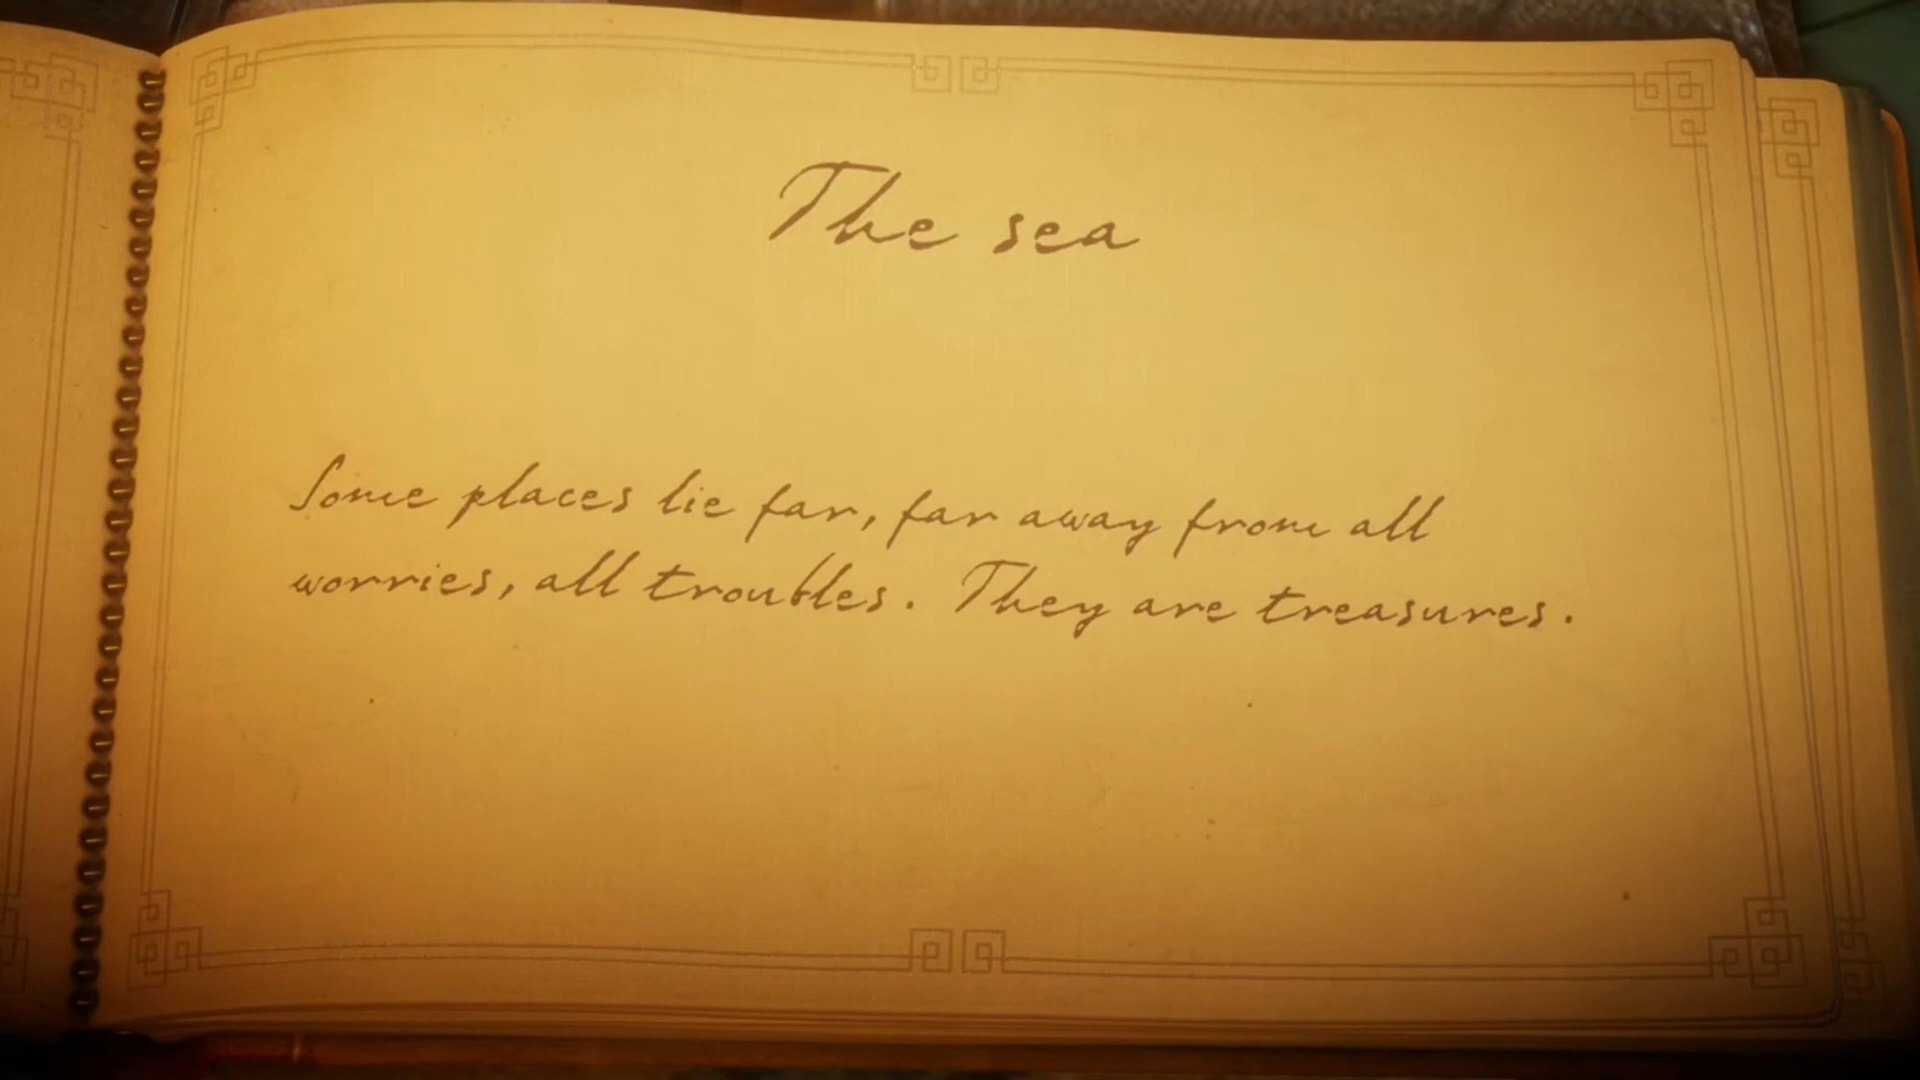 The sea
Some places lie far, far away from all
worries, all troubles. They are treasures.